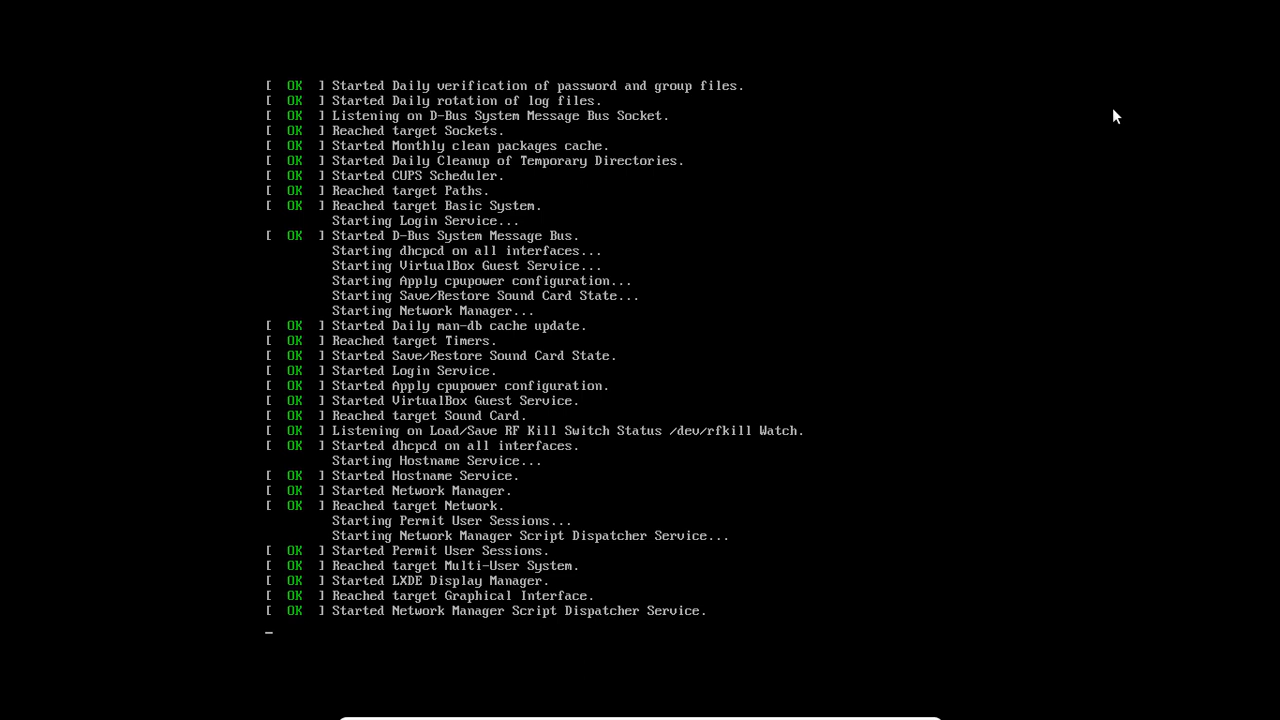 [  OK  ] Started Daily verification of password and group files.
[  OK  ] Started Daily rotation of log files.
[  OK  ] Listening on D-Bus System Message Bus Socket.
[  OK  ] Reached target Sockets.
[  OK  ] Started Monthly clean packages cache.
[  OK  ] Started Daily Cleanup of Temporary Directories.
[  OK  ] Started CUPS Scheduler.
[  OK  ] Reached target Paths.
[  OK  ] Reached target Basic System.
         Starting Login Service...
[  OK  ] Started D-Bus System Message Bus.
         Starting dhcpcd on all interfaces...
         Starting VirtualBox Guest Service...
         Starting Apply cpupower configuration...
         Starting Save/Restore Sound Card State...
         Starting Network Manager...
[  OK  ] Started Daily man-db cache update.
[  OK  ] Reached target Timers.
[  OK  ] Started Save/Restore Sound Card State.
[  OK  ] Started Login Service.
[  OK  ] Started Apply cpupower configuration.
[  OK  ] Started VirtualBox Guest Service.
[  OK  ] Reached target Sound Card.
[  OK  ] Listening on Load/Save RF Kill Switch Status /dev/rfkill Watch.
[  OK  ] Started dhcpcd on all interfaces.
         Starting Hostname Service...
[  OK  ] Started Hostname Service.
[  OK  ] Started Network Manager.
[  OK  ] Reached target Network.
         Starting Permit User Sessions...
         Starting Network Manager Script Dispatcher Service...
[  OK  ] Started Permit User Sessions.
[  OK  ] Reached target Multi-User System.
[  OK  ] Started LXDE Display Manager.
[  OK  ] Reached target Graphical Interface.
[  OK  ] Started Network Manager Script Dispatcher Service.